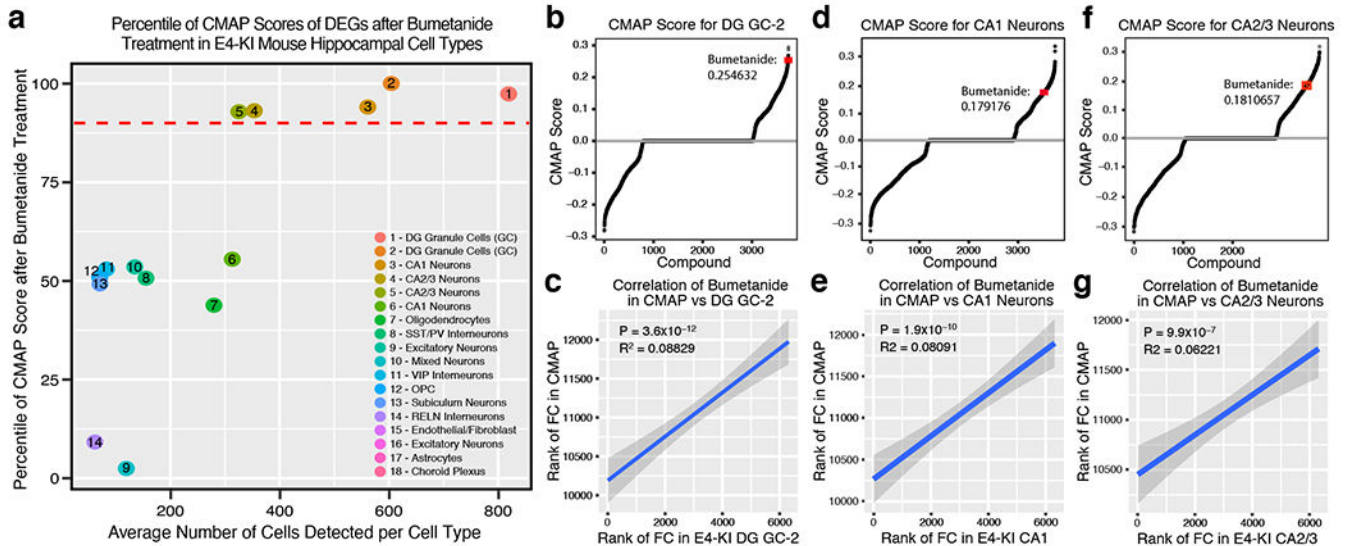 a
Percentile of CMAP Scores of DEGs after Bumetanide
Treatment in E4-KI Mouse Hippocampal Cell Types
Percentile of CMAP Score after Bumetanide Treatment
100
75
50
25
0
200
400
600
800
Average Number of Cells Detected per Cell Type
1
2
3
4
5
6
7
8
10
11
12
13
14
9
1 - DG Granule Cells (GC)
2 - DG Granule Cells (GC)
3 - CA1 Neurons
4 - CA2/3 Neurons
5 - CA2/3 Neurons
6 - CA1 Neurons
7 - Oligodendrocytes
8 - SST/PV Interneurons
9 - Excitatory Neurons
10 - Mixed Neurons
11 - VIP Interneurons
12 - OPC
13 - Subiculum Neurons
14 - RELN Interneurons
15 - Endothelial/Fibroblast
16 - Excitatory Neurons
17 - Astrocytes
18 - Choroid Plexus
b
CMAP Score for DG GC-2
CMAP Score
0.3
0.2
0.1
0.0
−0.1
−0.2
−0.3
Bumetanide:
0.254632
0
1000
3000
Compound
c
Correlation of Bumetanide
in CMAP vs DG GC-2
P = 3.6X10⁻¹²
R² = 0.08829
Rank of FC in CMAP
12000
11500
11000
10500
10000
0
2000
4000
6000
Rank of FC in E4-KI DG GC-2
d
CMAP Score for CA1 Neurons
CMAP Score
0.3
0.2
0.1
0.0
−0.1
−0.2
−0.3
Bumetanide:
0.179176
0
1000
3000
Compound
e
Correlation of Bumetanide
in CMAP vs CA1 Neurons
P = 1.9X10⁻¹⁰
R2 = 0.08091
Rank of FC in CMAP
12000
11500
11000
10500
10000
0
2000
4000
6000
Rank of FC in E4-KI CA1
f
CMAP Score for CA2/3 Neurons
CMAP Score
0.3
0.2
0.1
0.0
−0.1
−0.2
−0.3
Bumetanide:
0.1810657
0
1000
2000
Compound
g
Correlation of Bumetanide
in CMAP vs CA2/3 Neurons
P = 9.9X10⁻⁷
R2 = 0.06221
Rank of FC in CMAP
12000
11500
11000
10500
0
2000
4000
6000
Rank of FC in E4-KI CA2/3